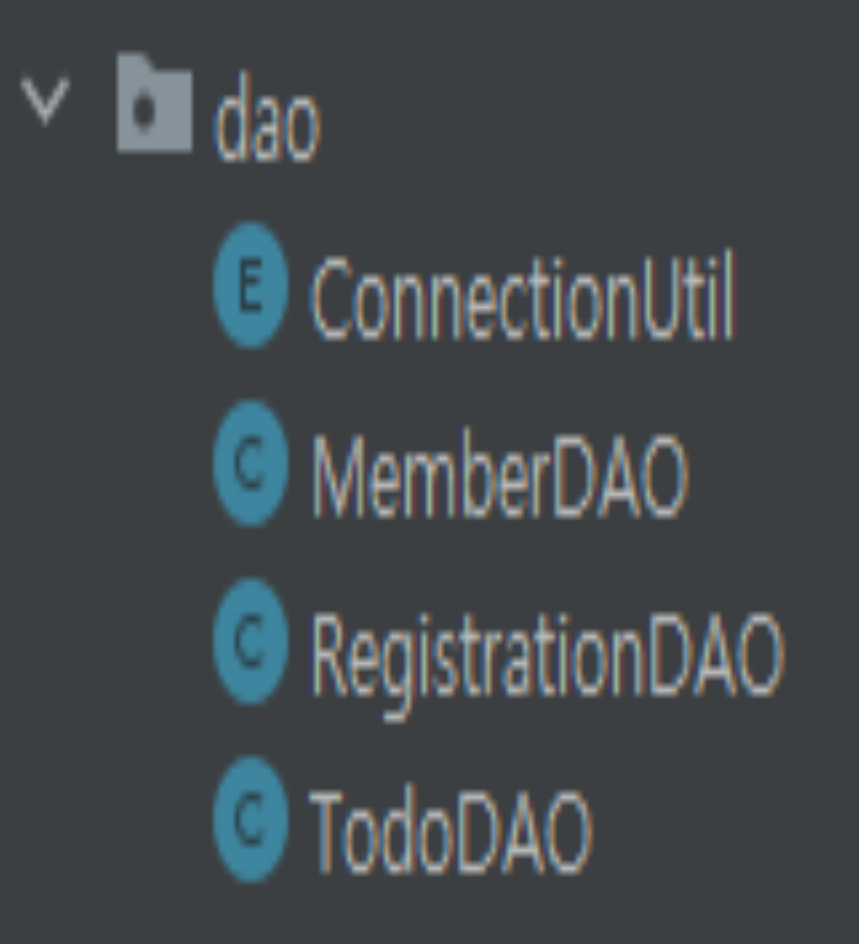 dao
E ConnectionUtil
C MemberDAO
C RegistrationDAO
C TodoDAO